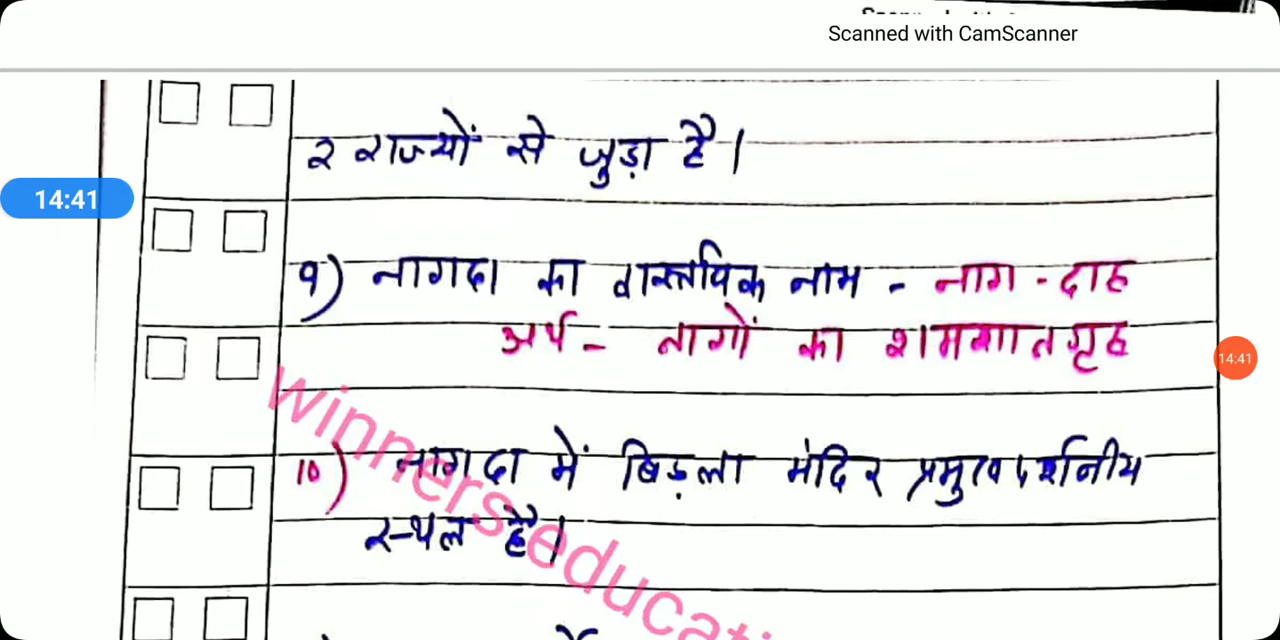 Scanned with CamScanner
२ राज्यों से जुड़ा है।
14:41
9) नागदा का वास्तविक नाम - नाग - दाह
अर्थ - नागों का शमशानगृह
14:41
10) नागदा में बिड़ला मंदिर प्रमुख दर्शनीय
स्थल है।
winnerseducati